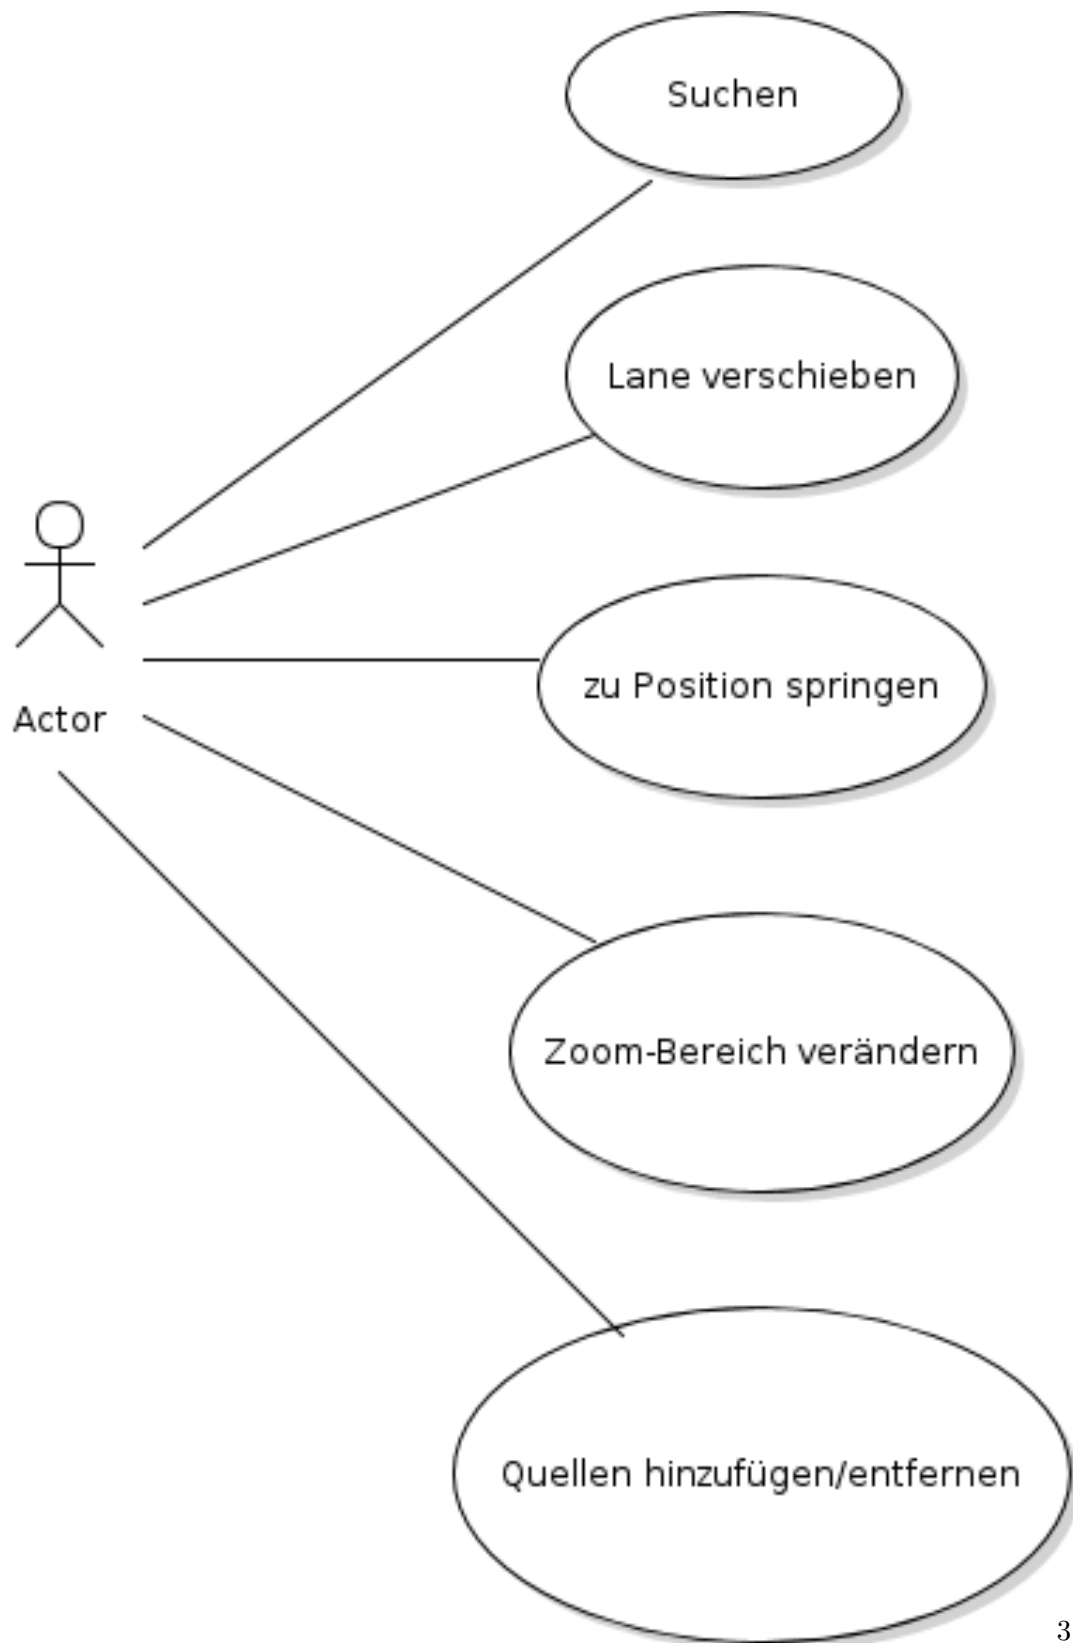 Suchen
Lane verschieben
zu Position springen
Actor
Zoom-Bereich verändern
Quellen hinzufügen/entfernen
3